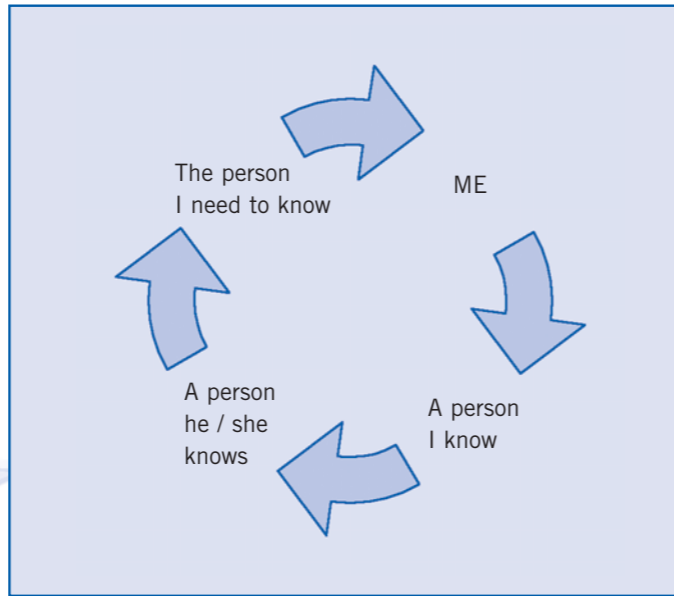 The person
I need to know
ME
A person
I know
A person
he / she
knows